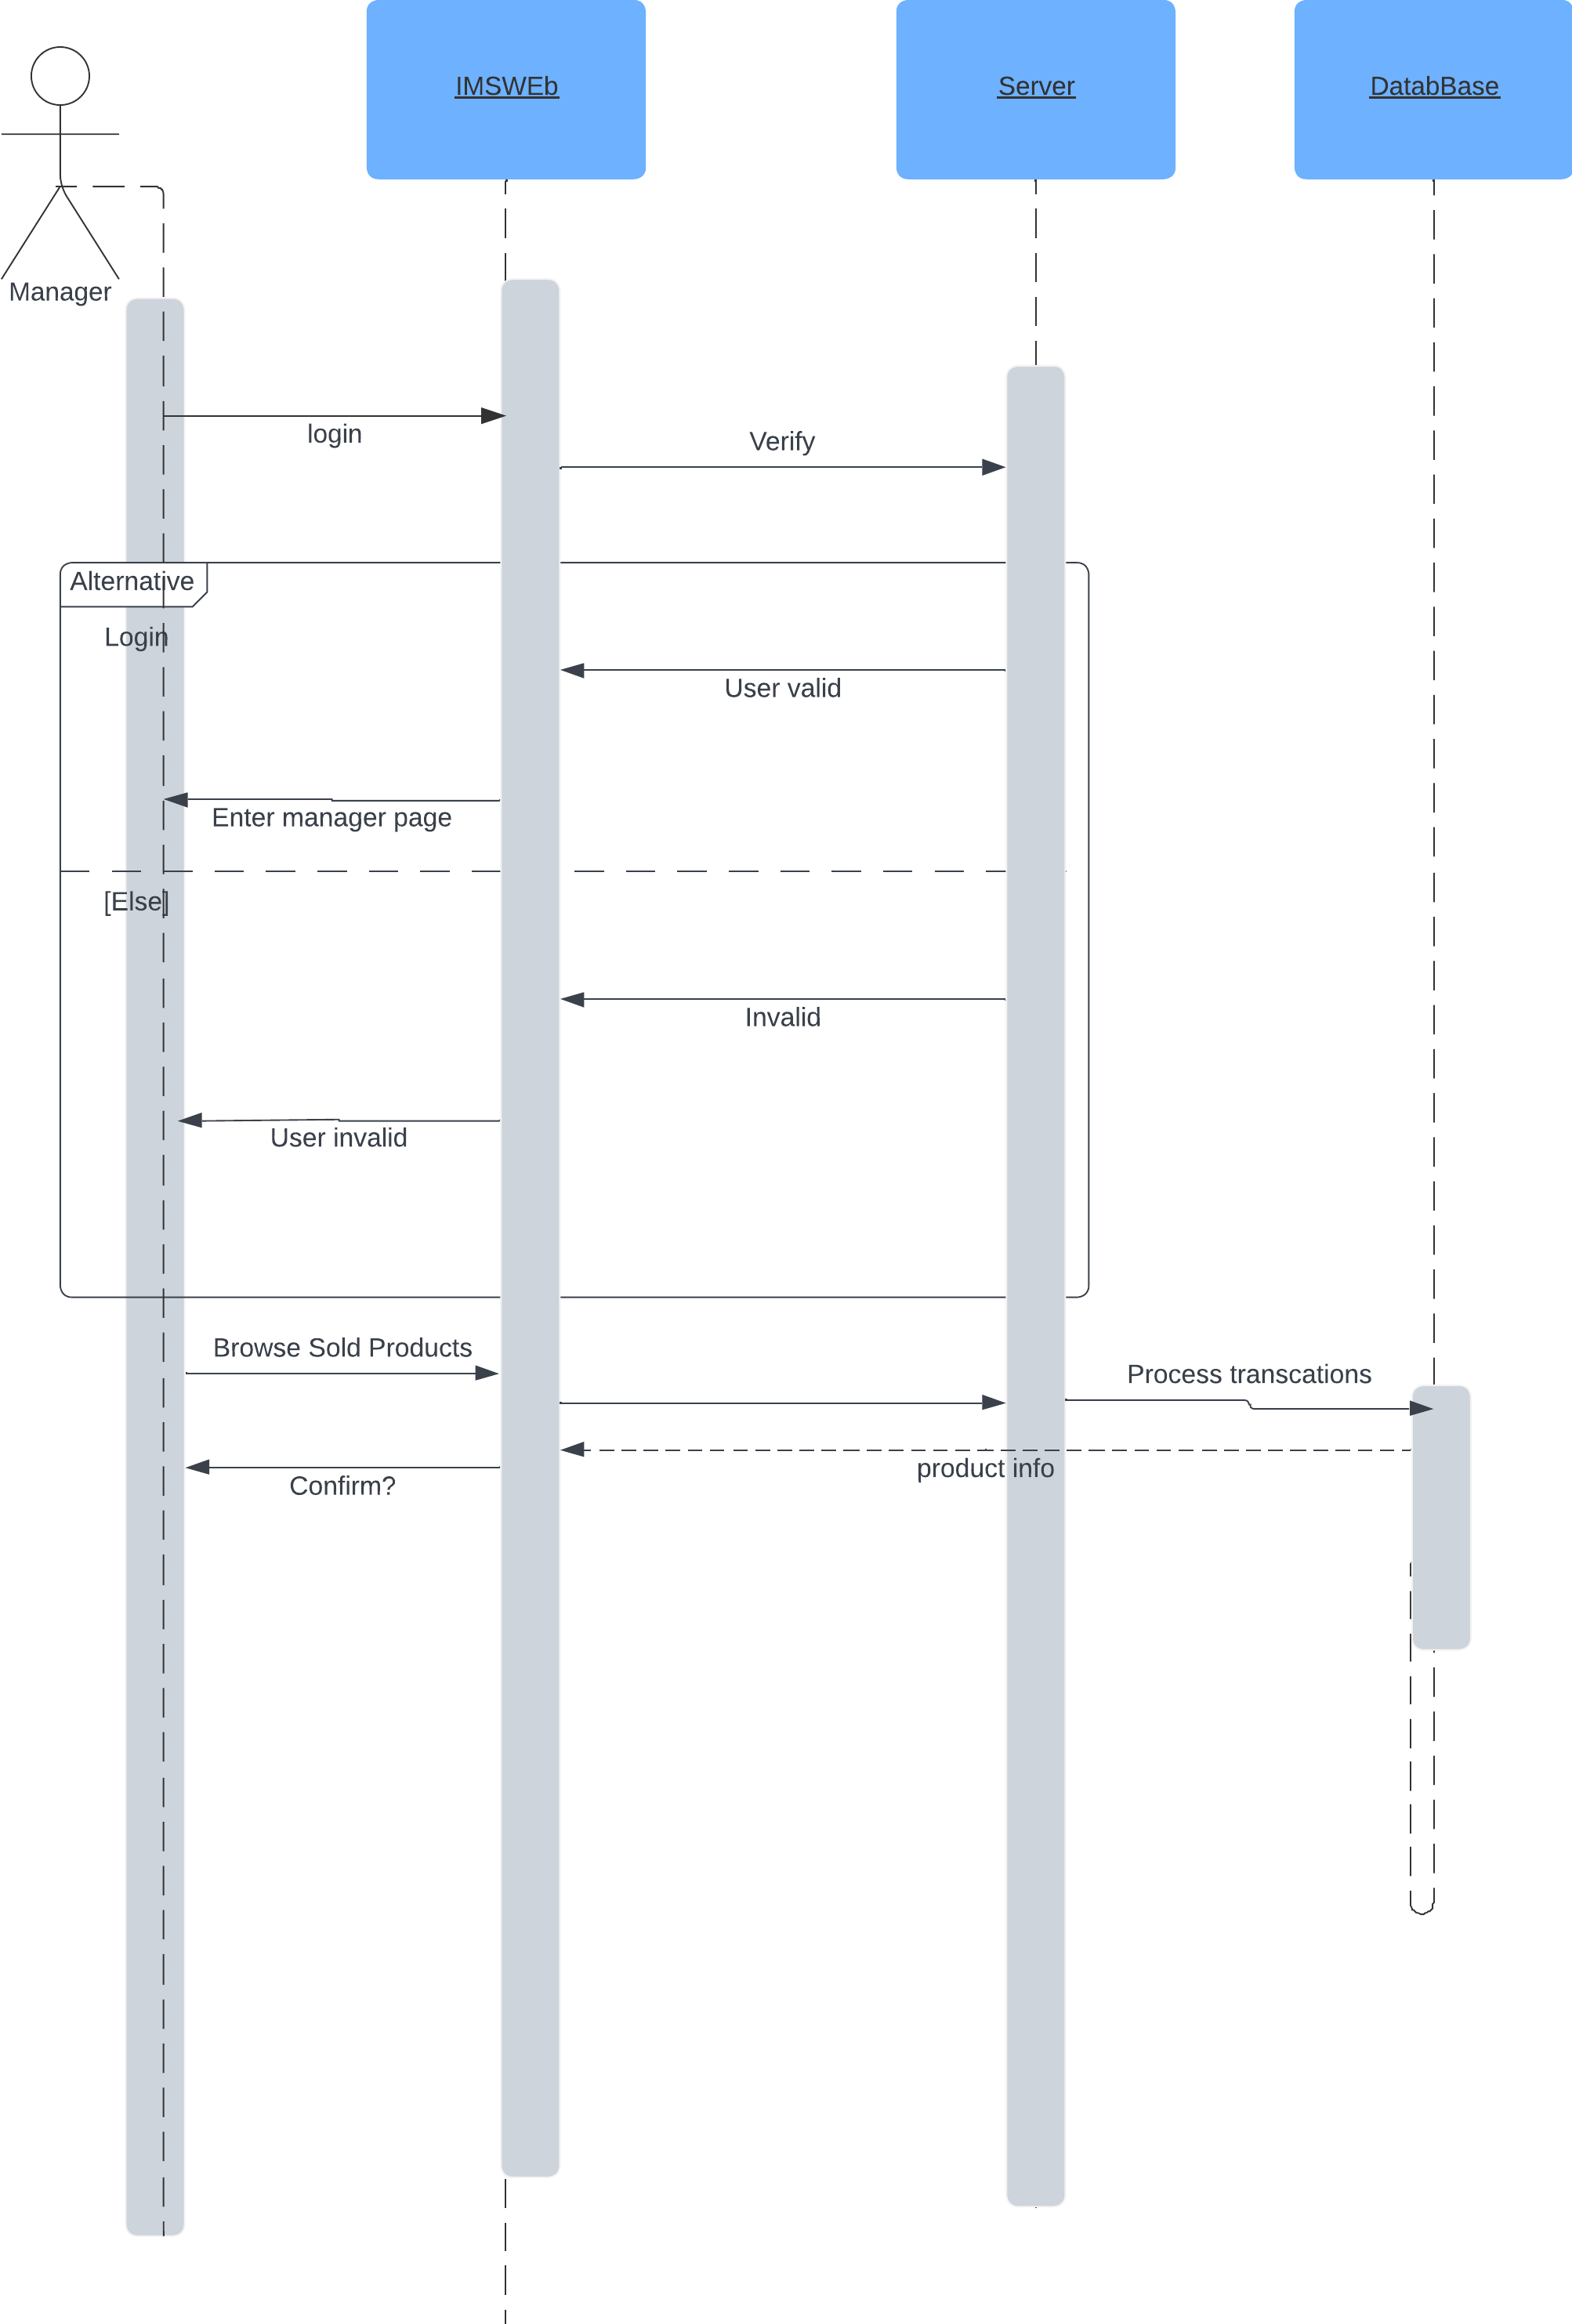 IMSWEb
Server
DatabBase
Manager
login
Verify
Alternative
Login
User valid
Enter manager page
[Else]
Invalid
User invalid
Browse Sold Products
Process transcations
product info
Confirm?